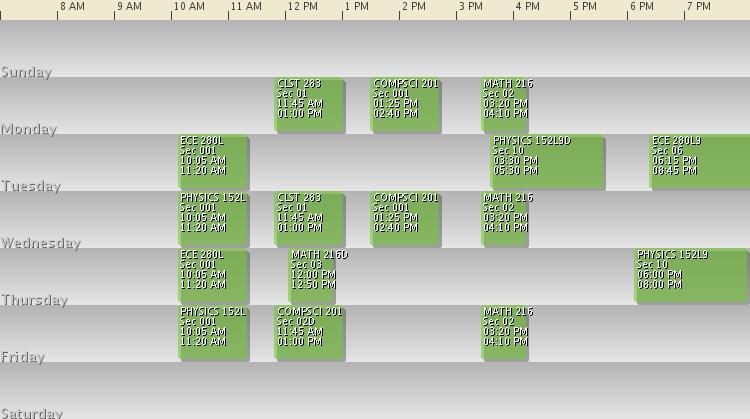 8 AM 9 AM 10 AM 11 AM 12 PM 1 PM 2 PM 3 PM 4 PM 5 PM 6 PM 7 PM
Sunday
CLST 283 COMPSCI 201 MATH 216
Sec 01 Sec 001 Sec 02
11:45 AM 01:25 PM 03:20 PM
01:00 PM 02:40 PM 04:10 PM
Monday
ECE 280L PHYSICS 152L9D ECE 280L9
Sec 001 Sec 10 Sec 06
10:05 AM 03:30 PM 06:15 PM
11:20 AM 05:30 PM 08:45 PM
Tuesday
PHYSICS 152L CLST 283 COMPSCI 201 MATH 216
Sec 001 Sec 01 Sec 001 Sec 02
10:05 AM 11:45 AM 01:25 PM 03:20 PM
11:20 AM 01:00 PM 02:40 PM 04:10 PM
Wednesday
ECE 280L MATH 216D PHYSICS 152L9
Sec 001 Sec 03 Sec 10
10:05 AM 12:00 PM 06:00 PM
11:20 AM 12:50 PM 08:00 PM
Thursday
PHYSICS 152L COMPSCI 201 MATH 216
Sec 001 Sec 02D Sec 02
10:05 AM 11:45 AM 03:20 PM
11:20 AM 01:00 PM 04:10 PM
Friday
Saturday